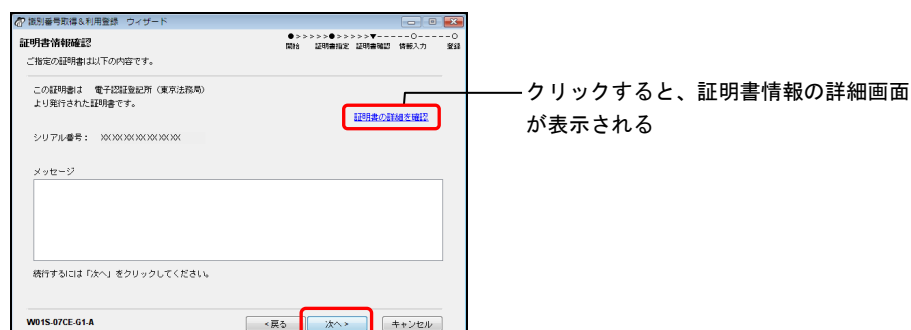 識別番号取得&利用登録 ウィザード
証明書情報確認
●>>>>>●>>>>>▼-----○-----○
開始 証明書指定 証明書確認 情報入力 登録
ご指定の証明書は以下の内容です。
この証明書は 電子認証登記所(東京法務局)
より発行された証明書です。
証明書の詳細を確認
クリックすると、証明書情報の詳細画面
が表示される
シリアル番号: XXXXXXXXXXXXXXXX
メッセージ
続行するには「次へ」をクリックしてください。
W01S-07CE-G1-A
<戻る 次へ> キャンセル